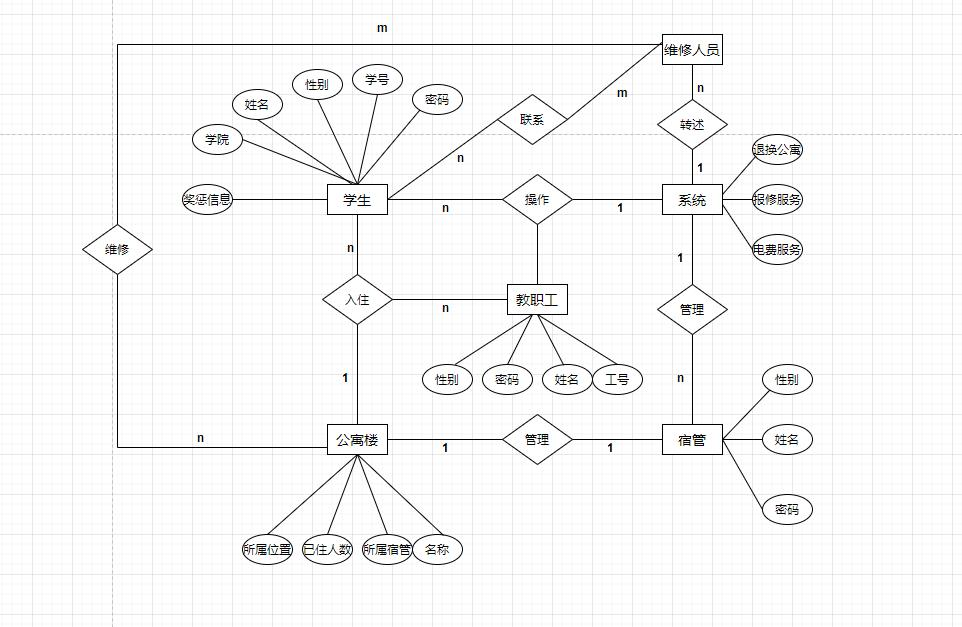 m
维修人员
性别
学号
n
m
密码
姓名
联系
转述
学院
退换公寓
n
1
奖惩信息
学生
n
操作
1
系统
报修服务
维修
n
1
电费服务
入住
n
教职工
管理
1
性别
密码
姓名
工号
n
性别
n
公寓楼
1
管理
1
宿管
姓名
密码
所属位置
已住人数
所属宿管
名称